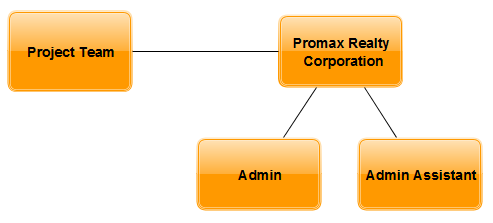 Project Team
Promax Realty
Corporation
Admin
Admin Assistant